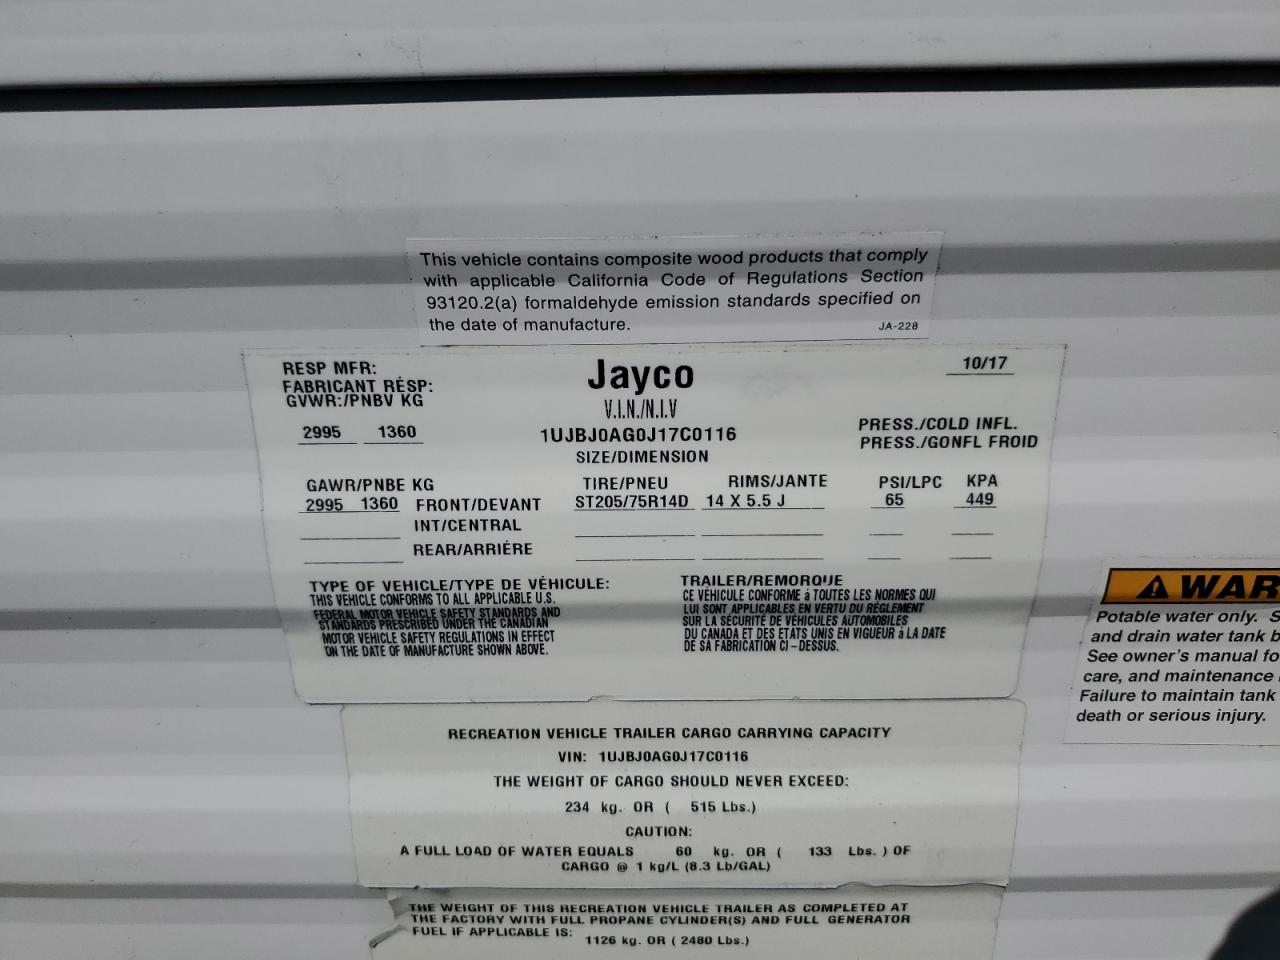 This vehicle contains composite wood products that comply
with applicable California Code of Regulations Section
93120.2(a) formaldehyde emission standards specified on
the date of manufacture. JA-228
RESP MFR: Jayco 10/17
FABRICANT RÉSP:
GVWR:/PNBV KG V.I.N./N.I.V
2995 1360 1UJBJ0AG0J17C0116 PRESS./COLD INFL.
SIZE/DIMENSION PRESS./GONFL FROID
GAWR/PNBE KG TIRE/PNEU RIMS/JANTE PSI/LPC KPA
2995 1360 FRONT/DEVANT ST205/75R14D 14 X 5.5 J 65 449
INT/CENTRAL
REAR/ARRIÉRE
TYPE OF VEHICLE/TYPE DE VÉHICULE: TRAILER/REMORQUE
THIS VEHICLE CONFORMS TO ALL APPLICABLE U.S.
FEDERAL MOTOR VEHICLE SAFETY STANDARDS AND
STANDARDS PRESCRIBED UNDER THE CANADIAN
MOTOR VEHICLE SAFETY REGULATIONS IN EFFECT
ON THE DATE OF MANUFACTURE SHOWN ABOVE.
CE VÉHICULE CONFORME à TOUTES LES NORMES QUI
LUI SONT APPLICABLES EN VERTU DU RÉGLEMENT
SUR LA SÉCURITÉ DE VÉHICULES AUTOMOBILES
DU CANADA ET DES ETATS UNIS EN VIGUEUR à LA DATE
DE SA FABRICATION CI-DESSUS.
WAR
Potable water only. S
and drain water tank b
See owner's manual fo
care, and maintenance
Failure to maintain tank
death or serious injury.
RECREATION VEHICLE TRAILER CARGO CARRYING CAPACITY
VIN: 1UJBJ0AG0J17C0116
THE WEIGHT OF CARGO SHOULD NEVER EXCEED:
234 kg. OR ( 515 Lbs.)
CAUTION:
A FULL LOAD OF WATER EQUALS 60 kg. OR ( 133 Lbs. ) OF
CARGO @ 1 kg/L (8.3 Lb/GAL)
THE WEIGHT OF THIS RECREATION VEHICLE TRAILER AS COMPLETED AT
THE FACTORY WITH FULL PROPANE CYLINDER(S) AND FULL GENERATOR
FUEL IF APPLICABLE IS: 1126 kg. OR ( 2480 Lbs.)